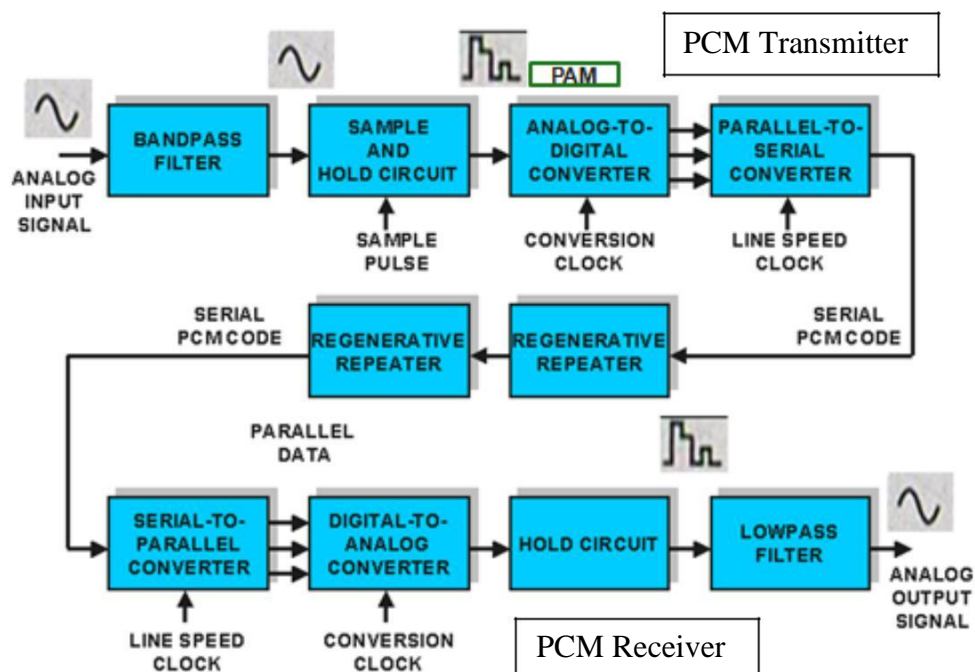 PCM Transmitter
PAM
BANDPASS
FILTER
SAMPLE
AND
HOLD CIRCUIT
ANALOG-TO-
DIGITAL
CONVERTER
PARALLEL-TO-
SERIAL
CONVERTER
ANALOG
INPUT
SIGNAL
SAMPLE
PULSE
CONVERSION
CLOCK
LINE SPEED
CLOCK
SERIAL
PCM CODE
REGENERATIVE
REPEATER
REGENERATIVE
REPEATER
SERIAL
PCM CODE
PARALLEL
DATA
SERIAL-TO-
PARALLEL
CONVERTER
DIGITAL-TO-
ANALOG
CONVERTER
HOLD CIRCUIT
LOWPASS
FILTER
ANALOG
OUTPUT
SIGNAL
LINE SPEED
CLOCK
CONVERSION
CLOCK
PCM Receiver